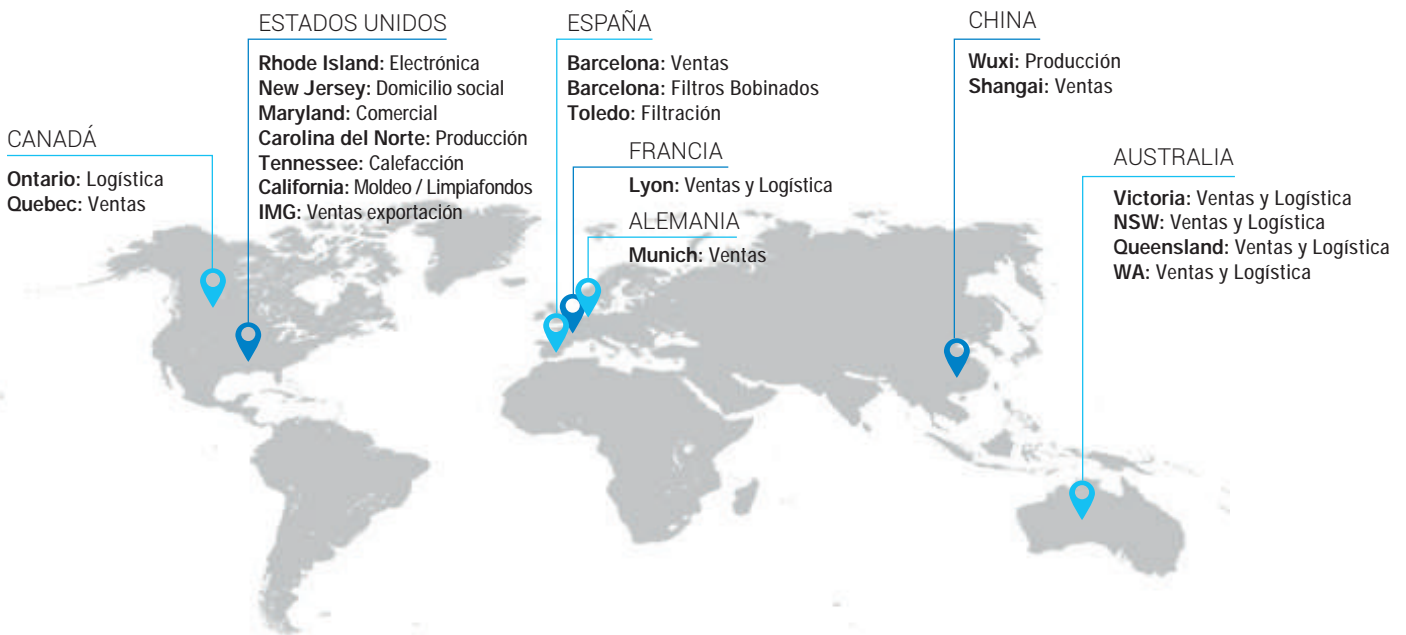 ESTADOS UNIDOS
Rhode Island: Electrónica
New Jersey: Domicilio social
Maryland: Comercial
Carolina del Norte: Producción
Tennessee: Calefacción
California: Moldeo / Limpiafondos
IMG: Ventas exportación
ESPAÑA
Barcelona: Ventas
Barcelona: Filtros Bobinados
Toledo: Filtración
CHINA
Wuxi: Producción
Shangai: Ventas
CANADÁ
Ontario: Logística
Quebec: Ventas
FRANCIA
Lyon: Ventas y Logística
ALEMANIA
Munich: Ventas
AUSTRALIA
Victoria: Ventas y Logística
NSW: Ventas y Logística
Queensland: Ventas y Logística
WA: Ventas y Logística